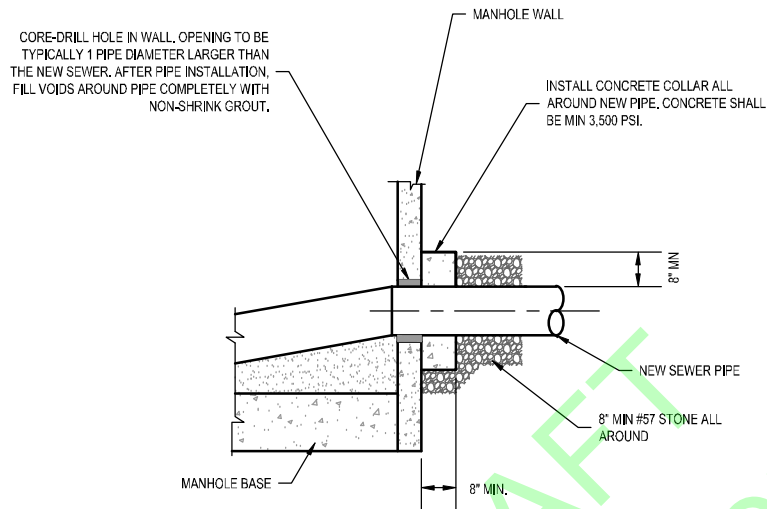 MANHOLE WALL
CORE-DRILL HOLE IN WALL. OPENING TO BE
TYPICALLY 1 PIPE DIAMETER LARGER THAN
THE NEW SEWER. AFTER PIPE INSTALLATION,
FILL VOIDS AROUND PIPE COMPLETELY WITH
NON-SHRINK GROUT.
INSTALL CONCRETE COLLAR ALL
AROUND NEW PIPE. CONCRETE SHALL
BE MIN 3,500 PSI.
8" MIN
NEW SEWER PIPE
8" MIN #57 STONE ALL
AROUND
MANHOLE BASE
8" MIN.